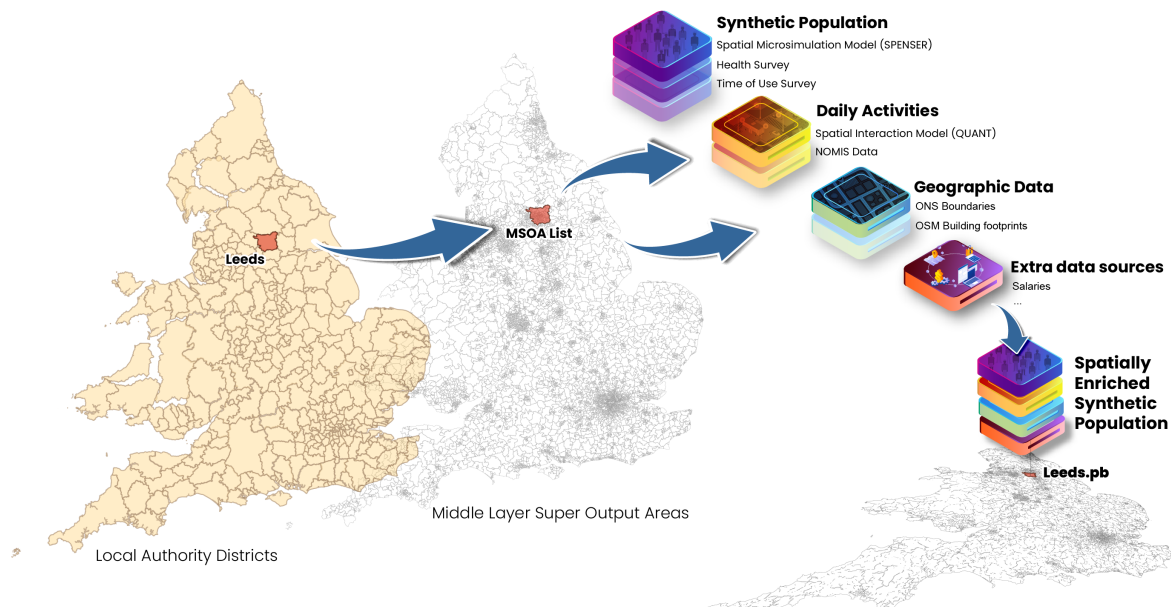 Synthetic Population
Spatial Microsimulation Model (SPENSER)
Health Survey
Time of Use Survey
Daily Activities
Spatial Interaction Model (QUANT)
NOMIS Data
Geographic Data
ONS Boundaries
OSM Building footprints
Extra data sources
Salaries
...
Leeds
MSOA List
Spatially
Enriched
Synthetic
Population
Leeds.pb
Middle Layer Super Output Areas
Local Authority Districts